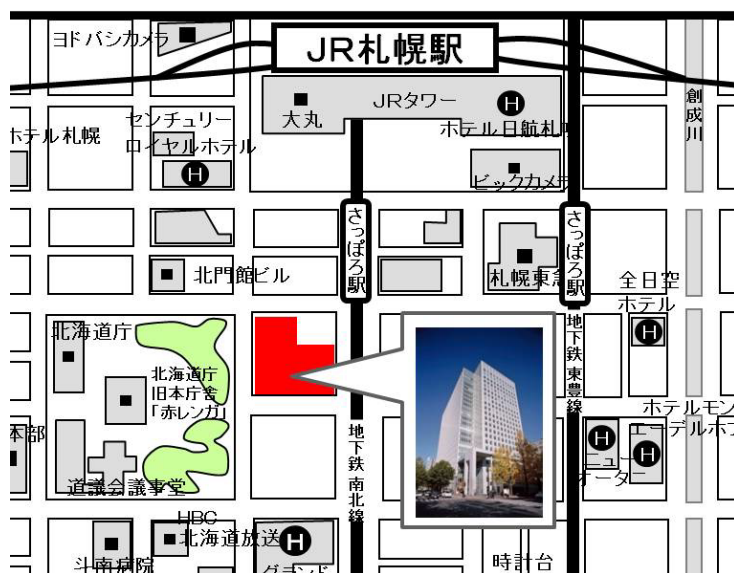 ヨドバシカメラ
JR札幌駅
JRタワー
大丸
ホテル日航札
創成川
センチュリー
ロイヤルホテル
ホテル札幌
H
H
ビックカメラ
さっぽろ駅
さっぽろ駅
北門館ビル
札幌東急
全日空
ホテル
H
北海道庁
北海道庁
旧本庁舎
「赤レンガ」
地下鉄 東豊線
ホテルモン
エーデルホフ
本部
地下鉄 南北線
H
H
ニュー
オータニ
道議会議事堂
HBC
北海道放送
H
グランド
斗南病院
時計台